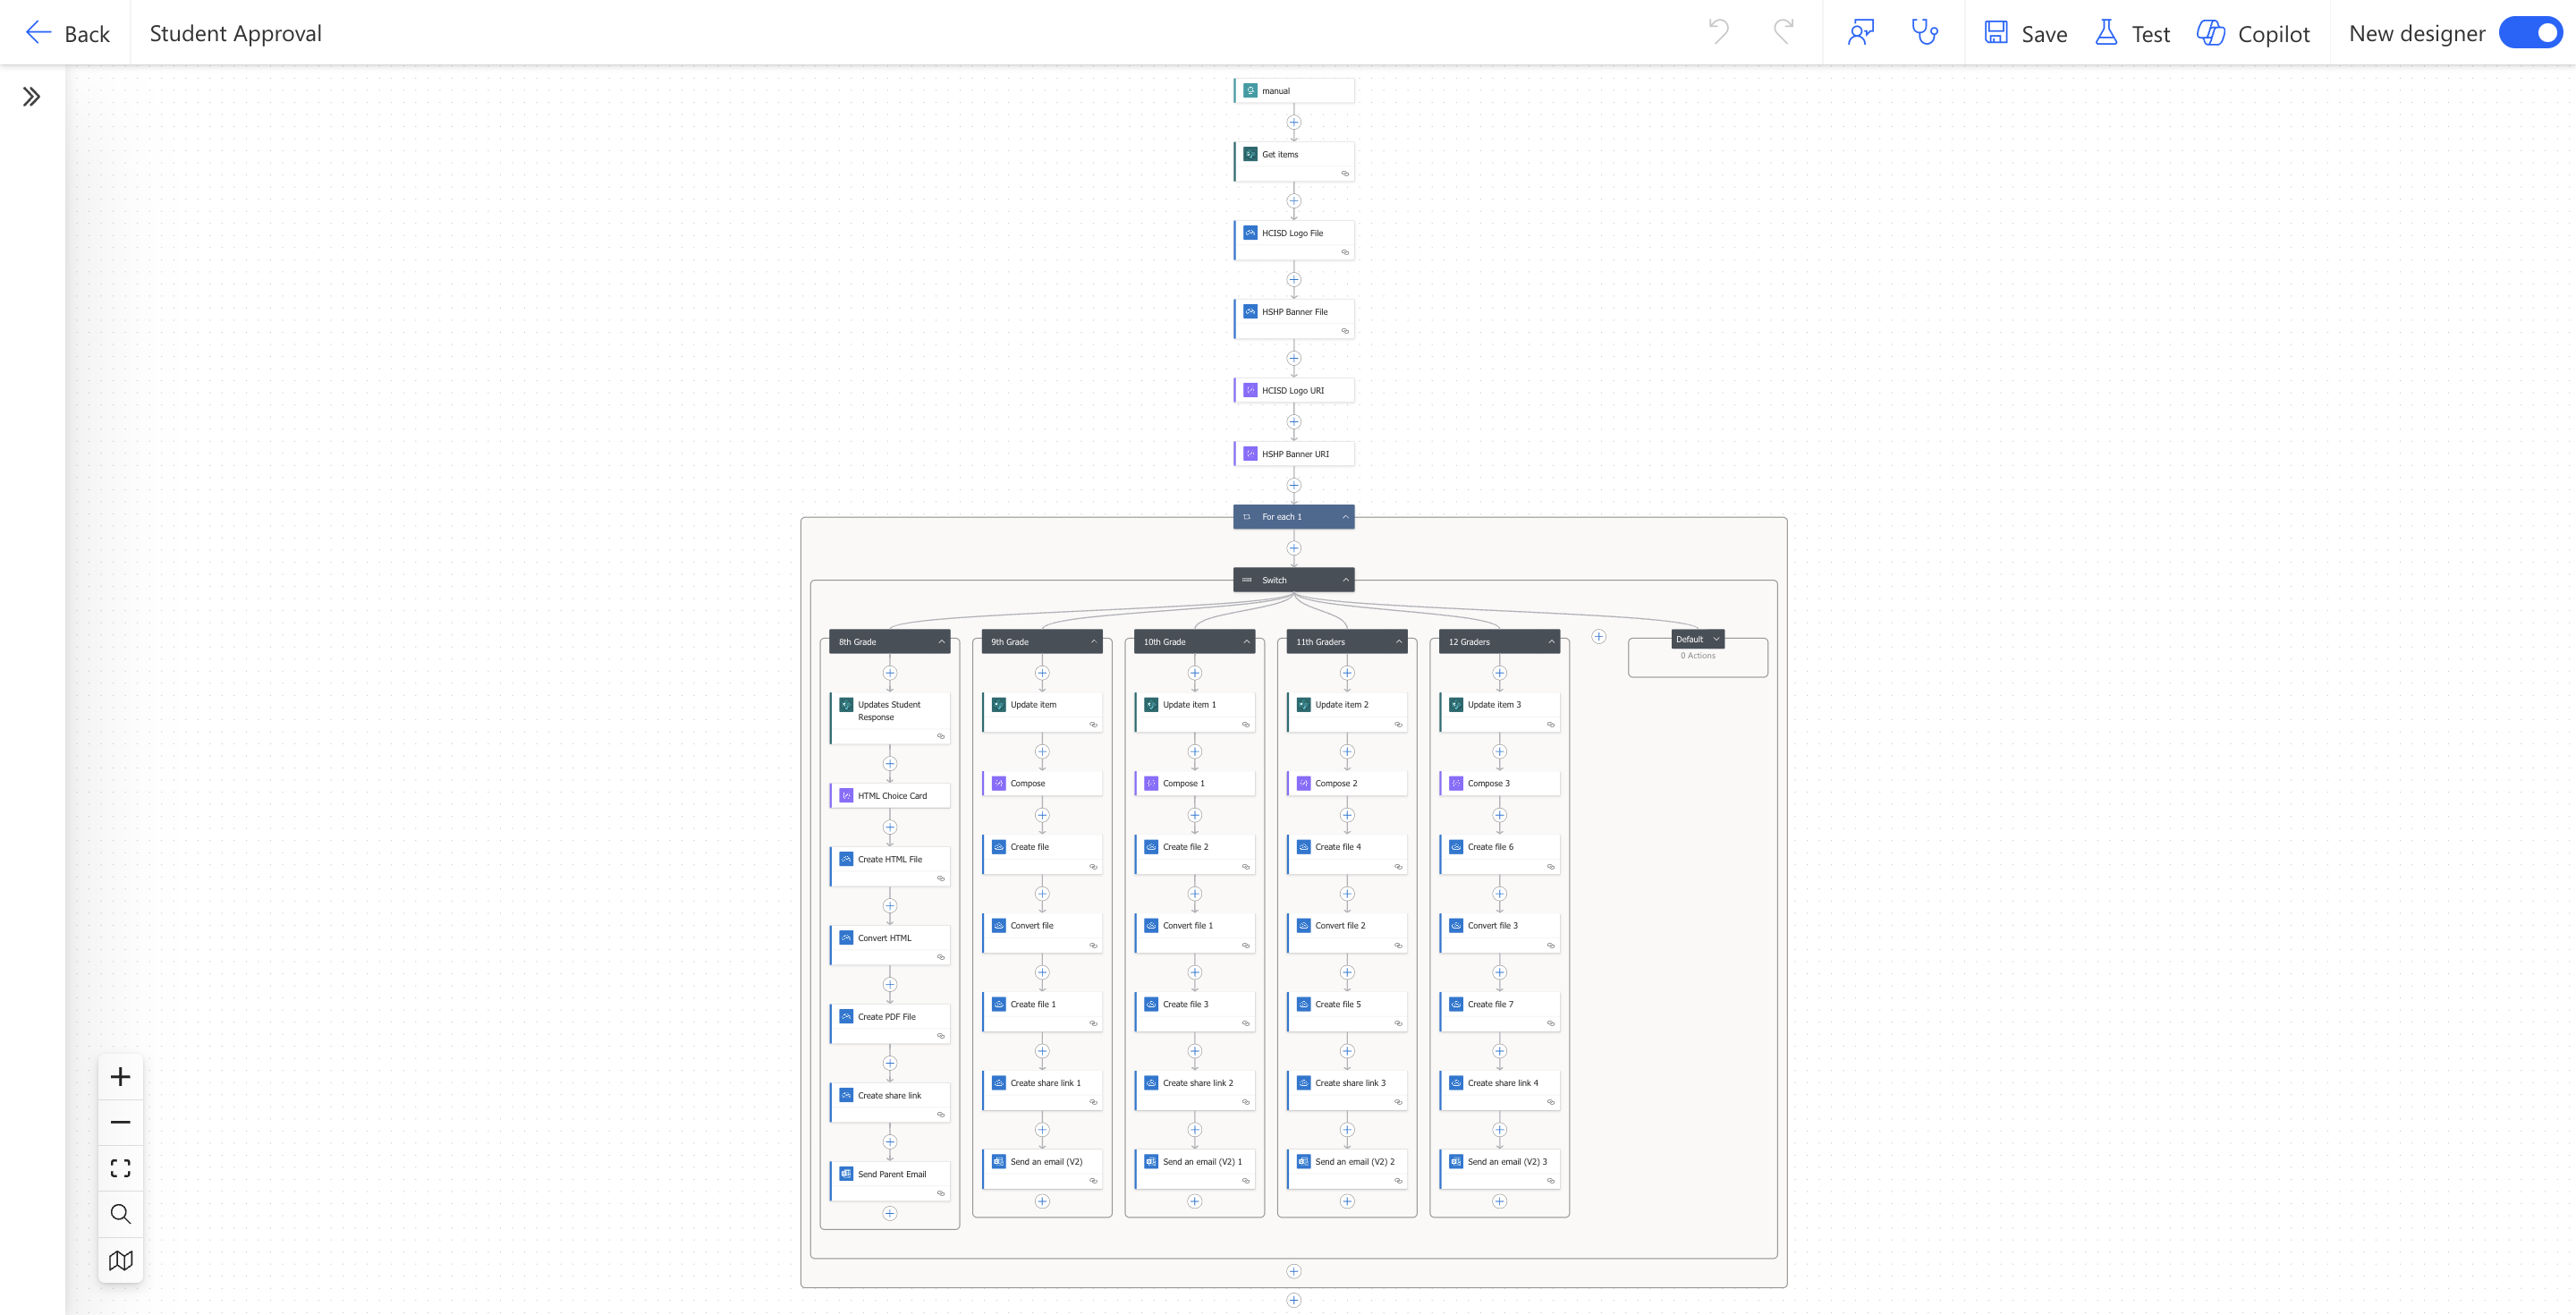 Back
Student Approval
Save
Test
Copilot
New designer
manual
Get items
HCISD Logo File
HSHP Banner File
HCISD Logo URI
HSHP Banner URI
For each 1
Switch
8th Grade
Updates Student
Response
HTML Choice Card
Create HTML File
Convert HTML
Create PDF File
Create share link
Send Parent Email
9th Grade
Update item
Compose
Create file
Convert file
Create file 1
Create share link 1
Send an email (V2)
10th Grade
Update item 1
Compose 1
Create file 2
Convert file 1
Create file 3
Create share link 2
Send an email (V2) 1
11th Graders
Update item 2
Compose 2
Create file 4
Convert file 2
Create file 5
Create share link 3
Send an email (V2) 2
12 Graders
Update item 3
Compose 3
Create file 6
Convert file 3
Create file 7
Create share link 4
Send an email (V2) 3
Default
0 Actions